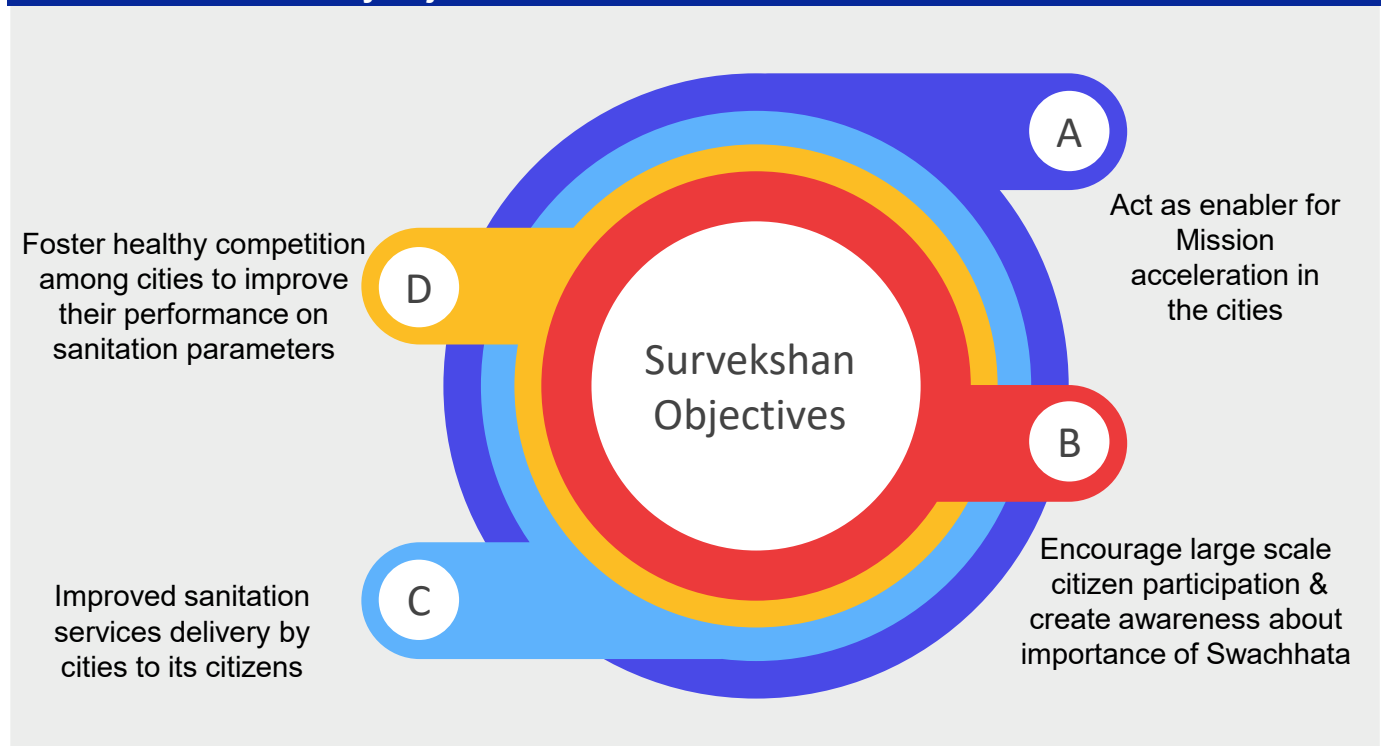 A
Act as enabler for
Mission
acceleration in
the cities
Survekshan
Objectives
B
Encourage large scale
citizen participation &
create awareness about
importance of Swachhata
C
Improved sanitation
services delivery by
cities to its citizens
D
Foster healthy competition
among cities to improve
their performance on
sanitation parameters